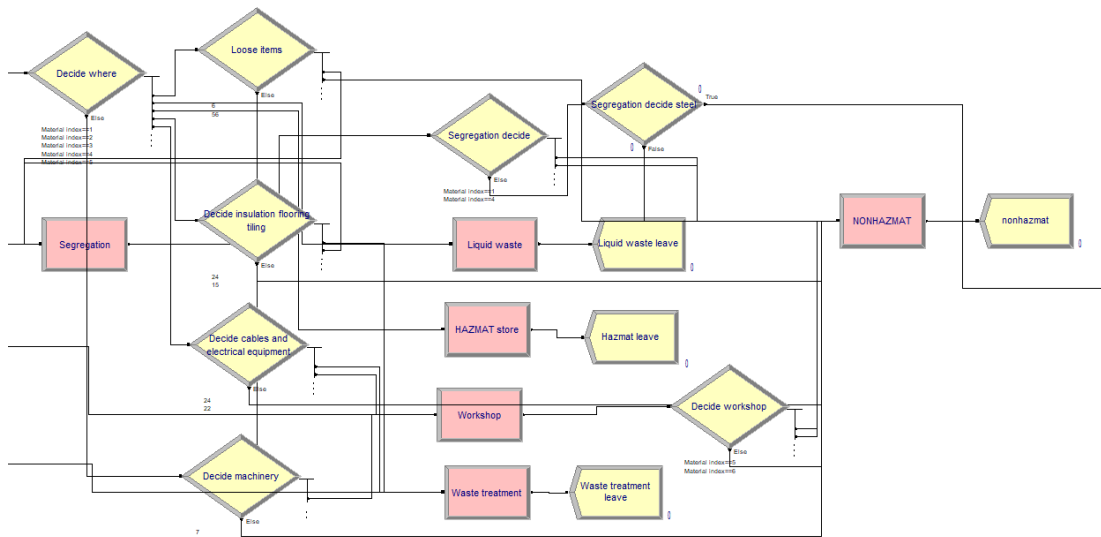 Loose items
Decide where
Else
Segregation decide steel
True
6
56
Else
Material index==1
Material index==2
Material index==3
Material index==4
Material index==5
Segregation decide
False
Else
Material index==1
Material index==4
Decide insulation flooring
tiling
NONHAZMAT
nonhazmat
Segregation
Liquid waste
Liquid waste leave
Else
24
15
HAZMAT store
Hazmat leave
Decide cables and
electrical equipment
Else
24
22
Workshop
Decide workshop
Else
Material index==5
Material index==6
Decide machinery
Waste treatment
Waste treatment
leave
Else
7